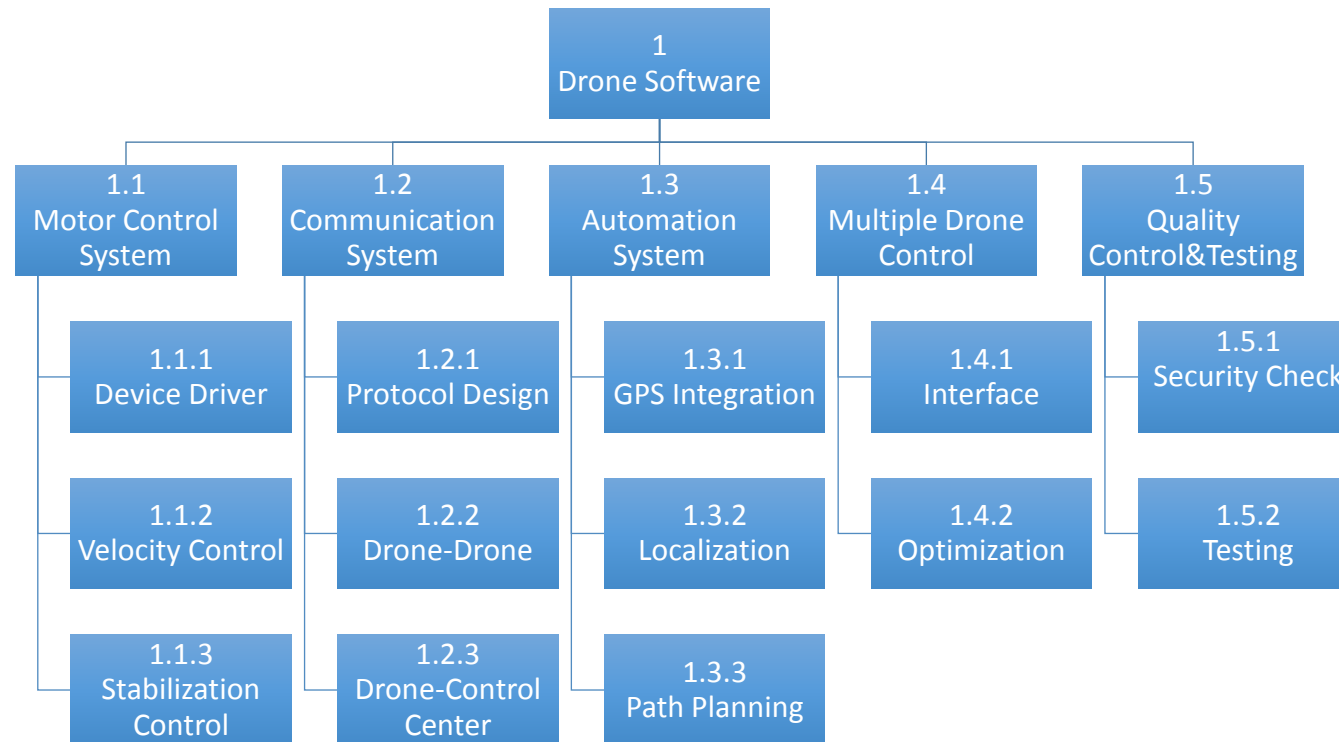 1
Drone Software
1.1
Motor Control
System
1.2
Communication
System
1.3
Automation
System
1.4
Multiple Drone
Control
1.5
Quality
Control&Testing
1.1.1
Device Driver
1.2.1
Protocol Design
1.3.1
GPS Integration
1.4.1
Interface
1.5.1
Security Check
1.1.2
Velocity Control
1.2.2
Drone-Drone
1.3.2
Localization
1.4.2
Optimization
1.5.2
Testing
1.1.3
Stabilization
Control
1.2.3
Drone-Control
Center
1.3.3
Path Planning